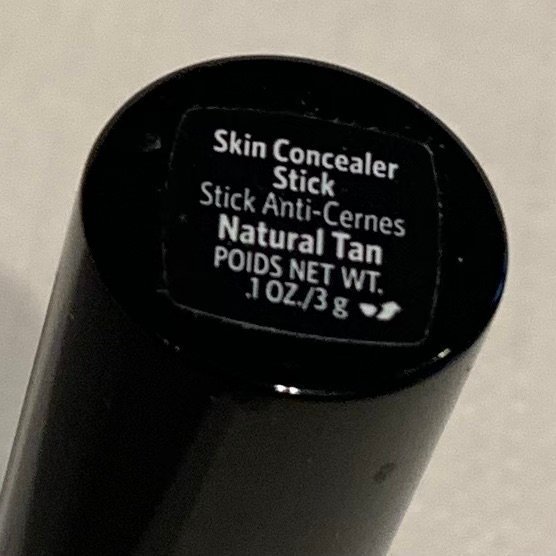 Skin Concealer
Stick
Stick Anti-Cernes
Natural Tan
POIDS NET WT.
.1 OZ./3 g